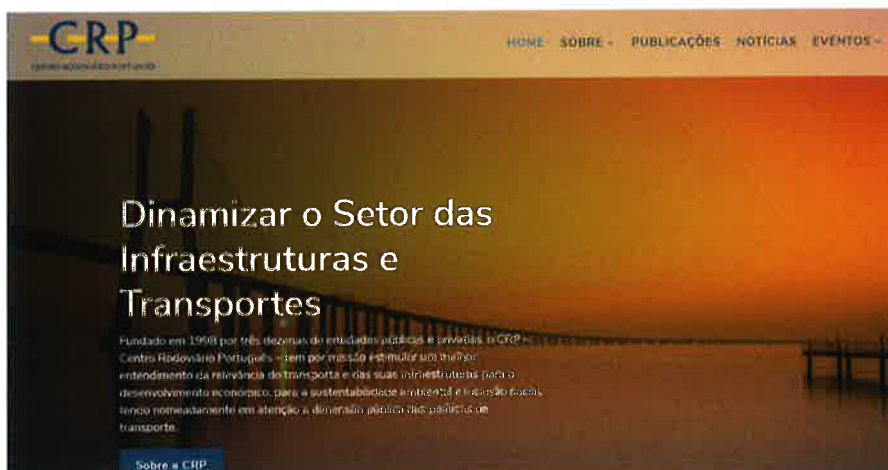 CRP
CENTRO RODOVIÁRIO PORTUGUÊS
HOME SOBRE PUBLICAÇÕES NOTÍCIAS EVENTOS
Dinamizar o Setor das
Infraestruturas e
Transportes
Fundado em 1998 por três dezenas de entidades públicas e privadas, o CRP –
Centro Rodoviário Português – tem por missão estimular um melhor
entendimento da relevância do transporte e das suas infraestruturas para o
desenvolvimento económico, para a sustentabilidade ambiental e inclusão social,
tendo nomeadamente em atenção a dimensão pública das políticas de
transporte.
Sobre a CRP